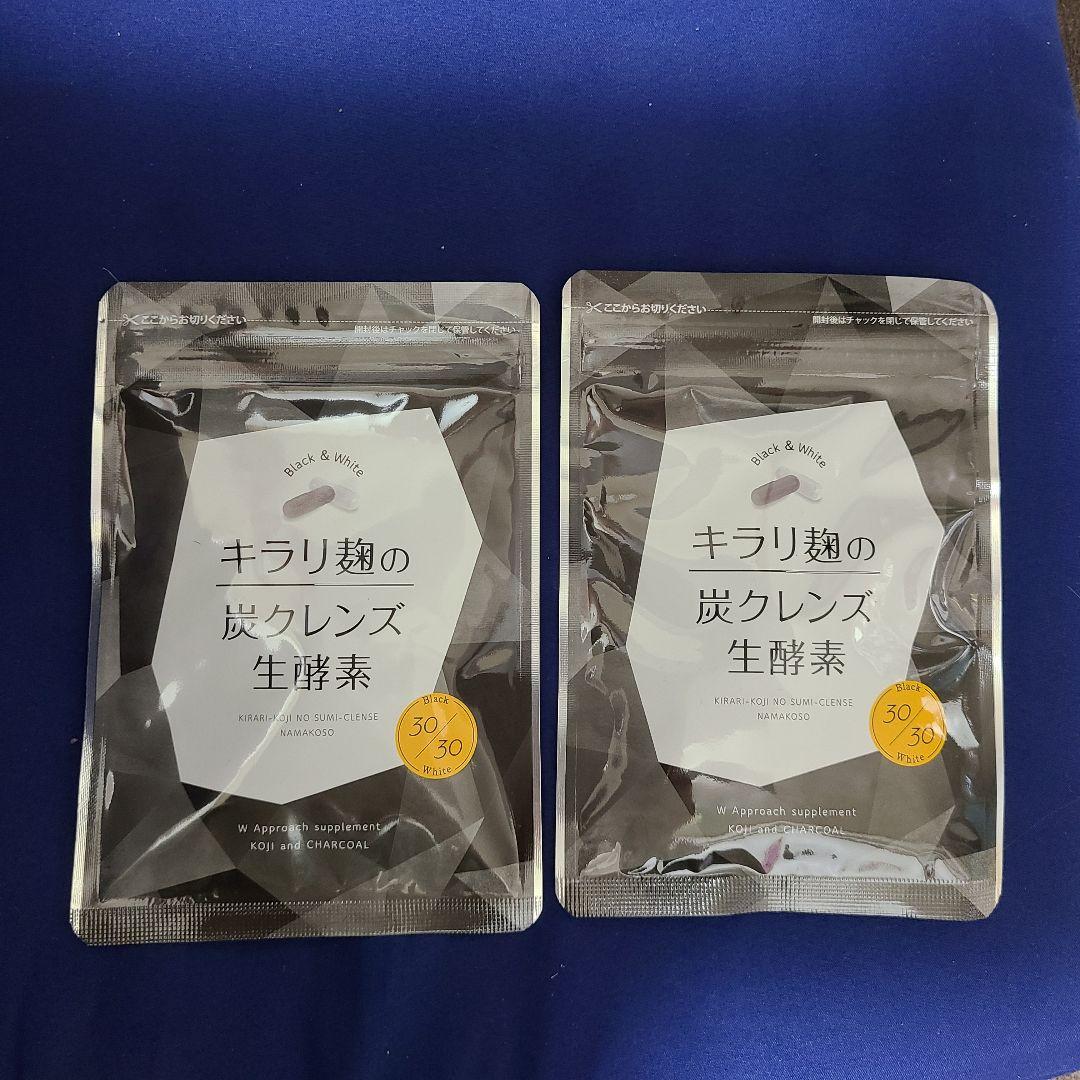 ここからお切りください
開封後はチャックを閉じて保管してください
Black & White
キラリ麹の
炭クレンズ
生酵素
KIRARI-KOJI NO SUMI-CLENSE
NAMAKOSO
Black
30/30
White
W Approach supplement
KOJI and CHARCOAL
ここからお切りください
開封後はチャックを閉じて保管してください
Black & White
キラリ麹の
炭クレンズ
生酵素
KIRARI-KOJI NO SUMI-CLENSE
NAMAKOSO
Black
30/30
White
W Approach supplement
KOJI and CHARCOAL